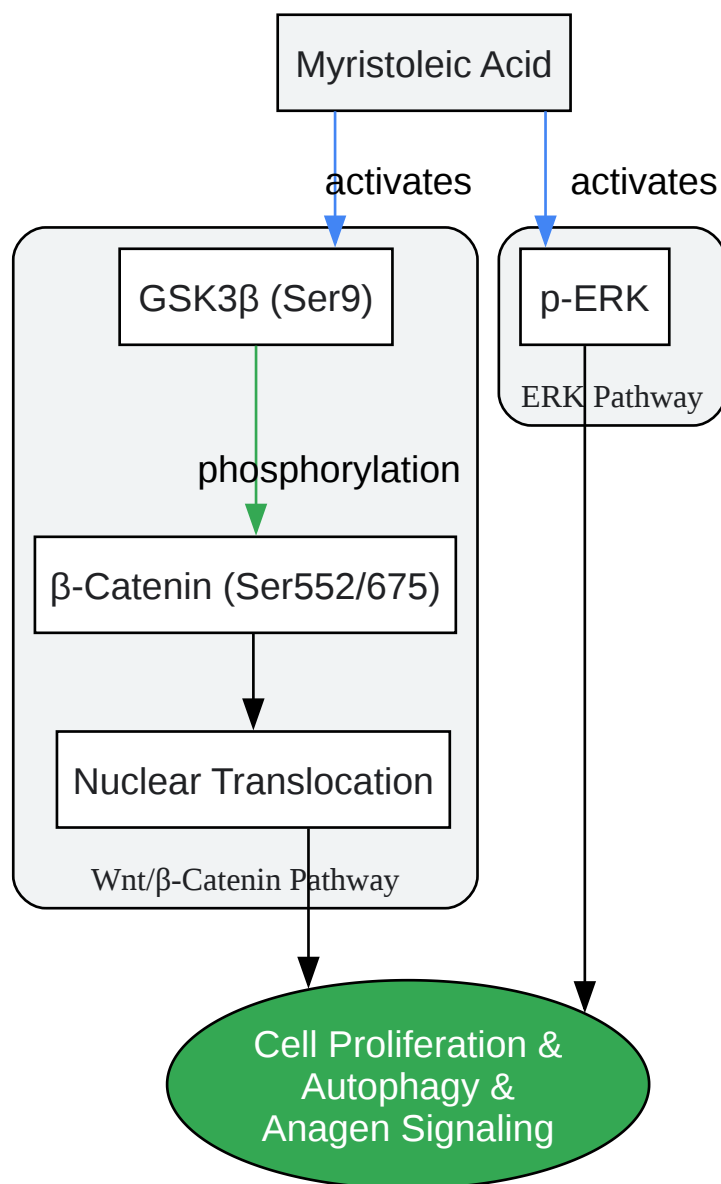 Myristoleic Acid
activates
activates
GSK3β (Ser9)
p-ERK
ERK Pathway
phosphorylation
β-Catenin (Ser552/675)
Nuclear Translocation
Wnt/β-Catenin Pathway
Cell Proliferation &
Autophagy &
Anagen Signaling